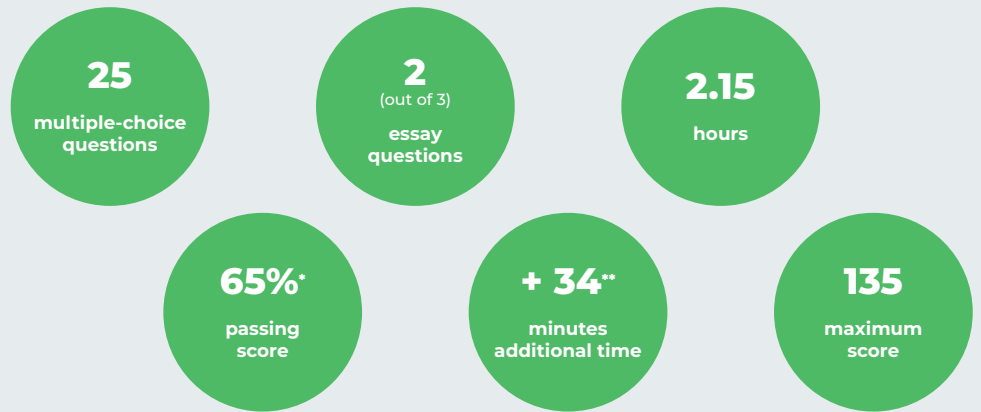 25
multiple-choice
questions
2
(out of 3)
essay
questions
2.15
hours
65%*
passing
score
+ 34**
minutes
additional time
135
maximum
score